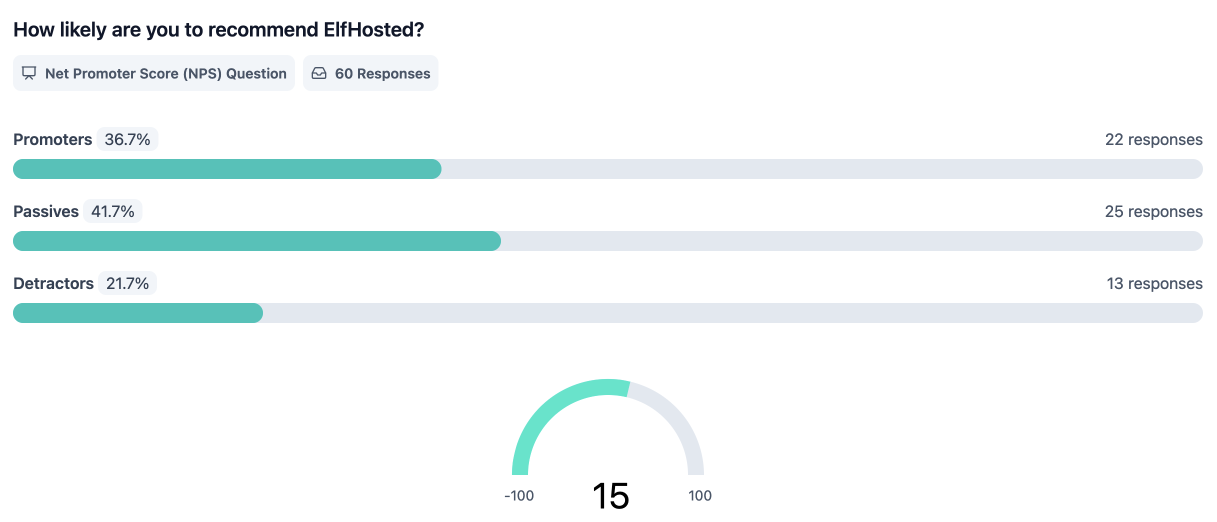 How likely are you to recommend ElfHosted?
Net Promoter Score (NPS) Question 60 Responses
Promoters 36.7% 22 responses
Passives 41.7% 25 responses
Detractors 21.7% 13 responses
-100 15 100